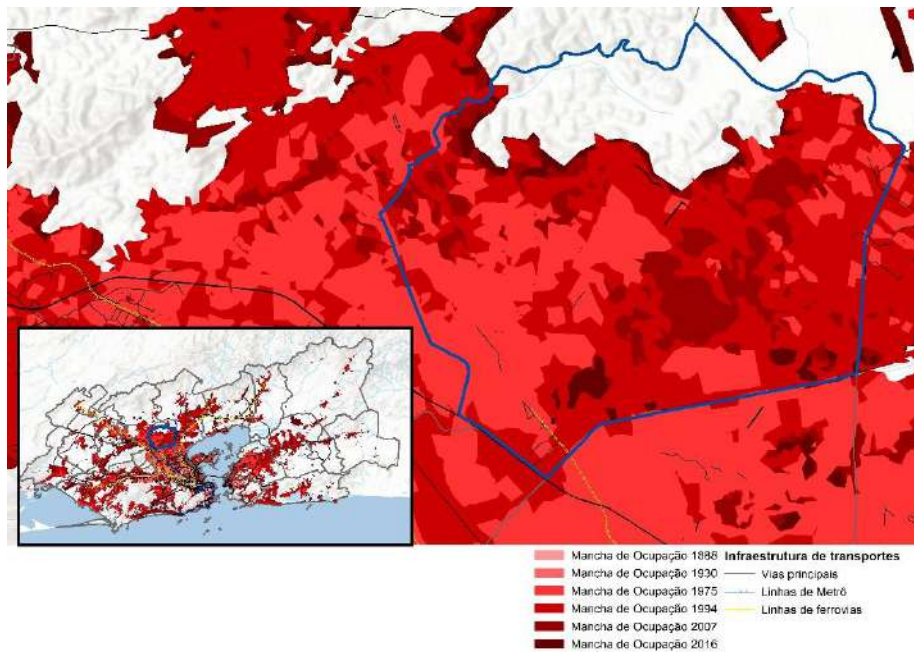 Mancha de Ocupação 1888
Mancha de Ocupação 1930
Mancha de Ocupação 1975
Mancha de Ocupação 1994
Mancha de Ocupação 2007
Mancha de Ocupação 2016
Infraestrutura de transportes
Vias principais
Linhas de Metrô
Linhas de ferrovias